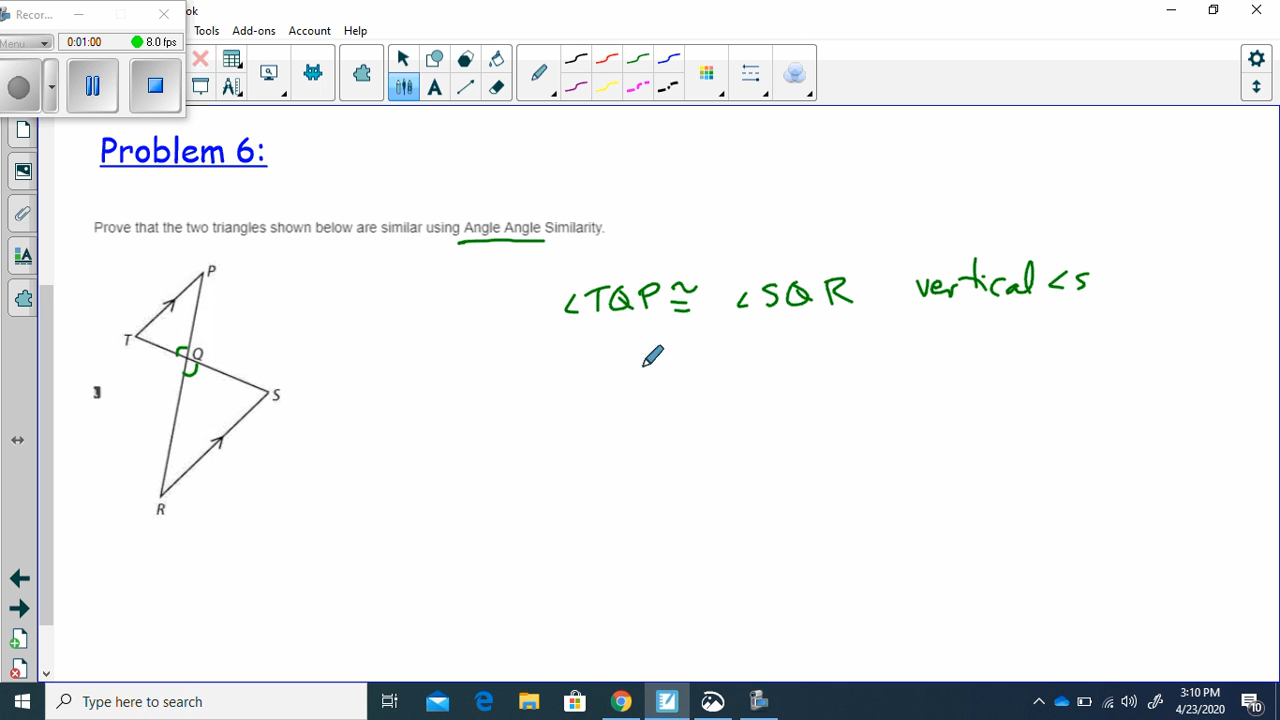 Recor...
ok
Menu
0:01:00
8.0 fps
Tools Add-ons Account Help
Problem 6:
Prove that the two triangles shown below are similar using Angle Angle Similarity.
P
T
Q
S
R
∠TQP ≅ ∠SQR vertical ∠s
Type here to search
3:10 PM
4/23/2020
10